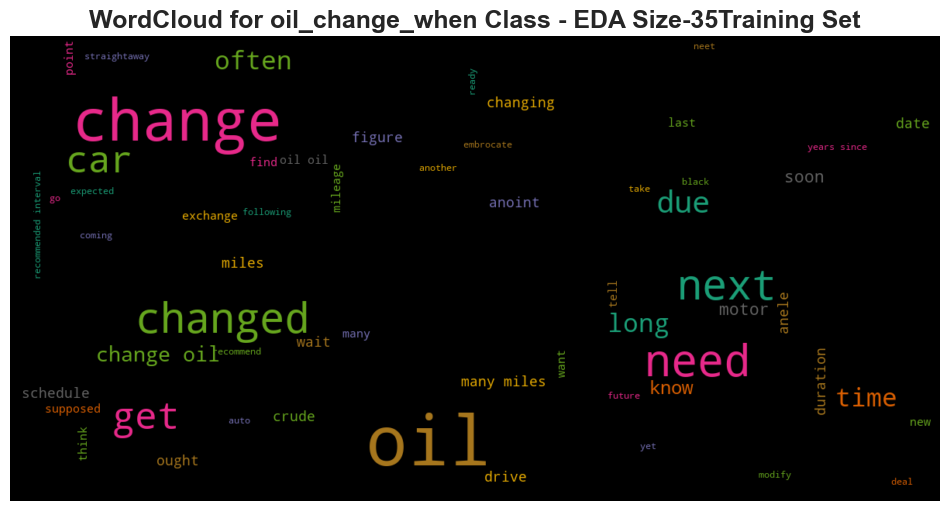 WordCloud for oil_change_when Class - EDA Size-35Training Set
neet
point
straightaway
often
ready
changing
change
last
date
figure
embrocate
years since
car
find
oil oil
another
soon
black
take
expected
mileage
recommended interval
go
due
anoint
exchange
following
coming
miles
next
tell
motor
anele
changed
long
many
wait
change oil
recommend
need
want
many miles
know
duration
time
future
schedule
supposed
get
auto
crude
oil
new
think
yet
ought
drive
modify
deal